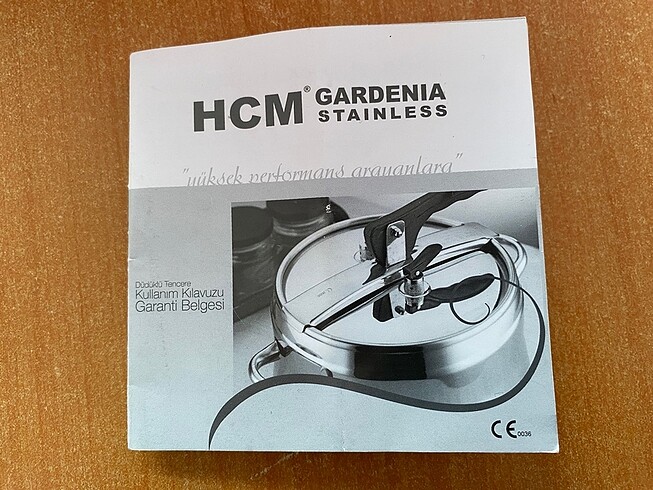 HCM® GARDENIA
STAINLESS
"yüksek performans arayanlara"
Düdüklü Tencere
Kullanım Kılavuzu
Garanti Belgesi
CE 0036